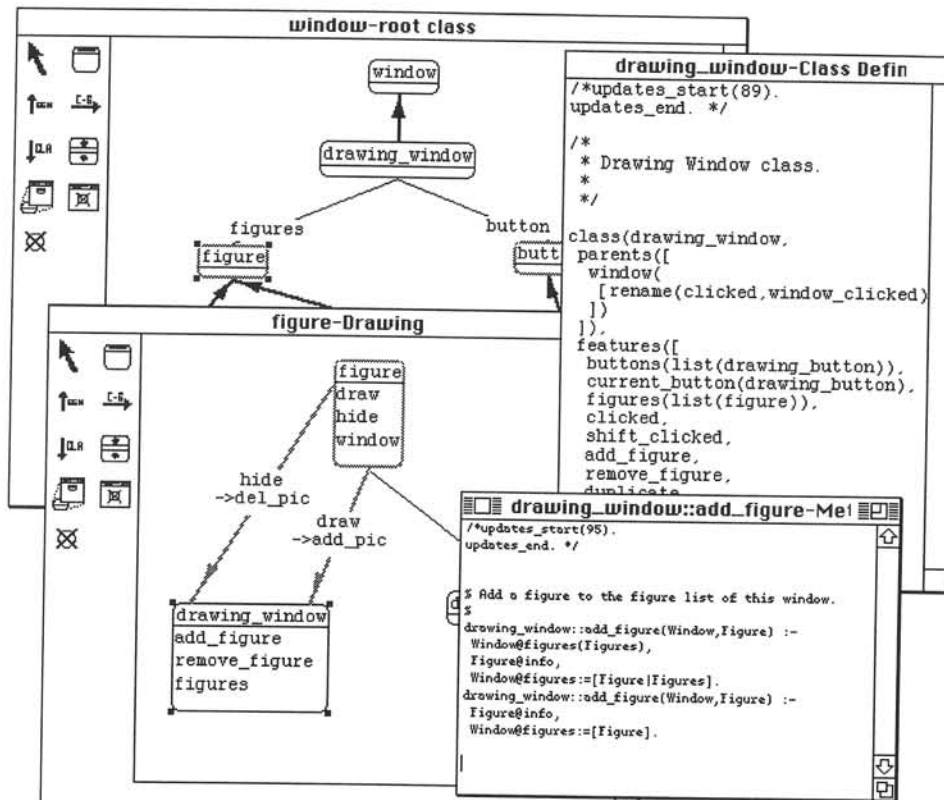 window-root class
window
drawing_window
figures
button
figure
butt
drawing_window-Class Defin
/*updates_start(89).
updates_end. */
/*
* Drawing Window class.
*
*/
class(drawing_window,
parents([
window(
[rename(clicked,window_clicked)
])
]),
features([
buttons(list(drawing_button)),
current_button(drawing_button),
figures(list(figure)),
clicked,
shift_clicked,
add_figure,
remove_figure,
duplicate
figure-Drawing
figure
draw
hide
window
hide
->del_pic
draw
->add_pic
drawing_window
add_figure
remove_figure
figures
d
drawing_window::add_figure-Met
/*updates_start(95).
updates_end. */
% Add a figure to the figure list of this window.
%
drawing_window::add_figure(Window,Figure) :-
Window@figures(Figures),
Figure@info,
Window@figures:=[Figure|Figures].
drawing_window::add_figure(Window,Figure) :-
Figure@info,
Window@figures:=[Figure].